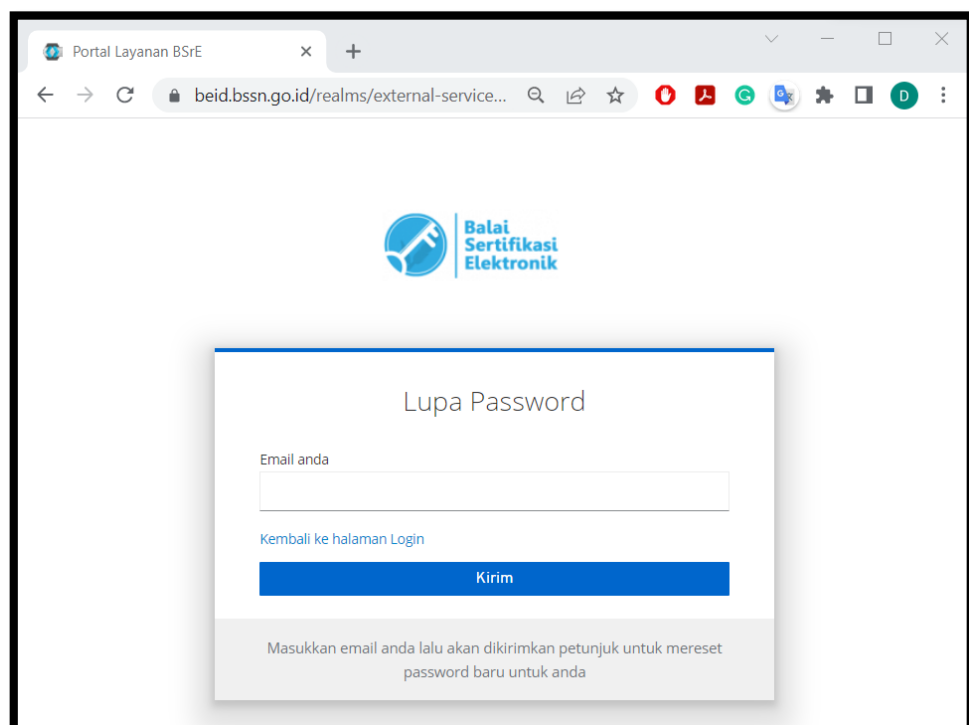 Portal Layanan BSrE
beid.bssn.go.id/realms/external-service...
D
Balai
Sertifikasi
Elektronik
Lupa Password
Email anda
Kembali ke halaman Login
Kirim
Masukkan email anda lalu akan dikirimkan petunjuk untuk mereset
password baru untuk anda